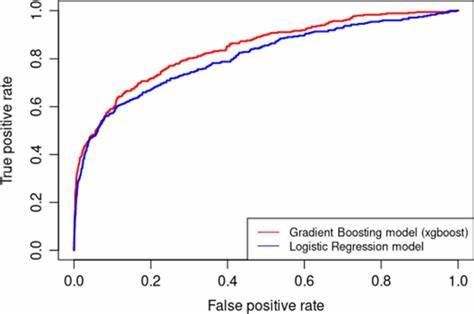 1.0
0.8
0.6
0.4
0.2
0.0
True positive rate
Gradient Boosting model (xgboost)
Logistic Regression model
0.0 0.2 0.4 0.6 0.8 1.0
False positive rate